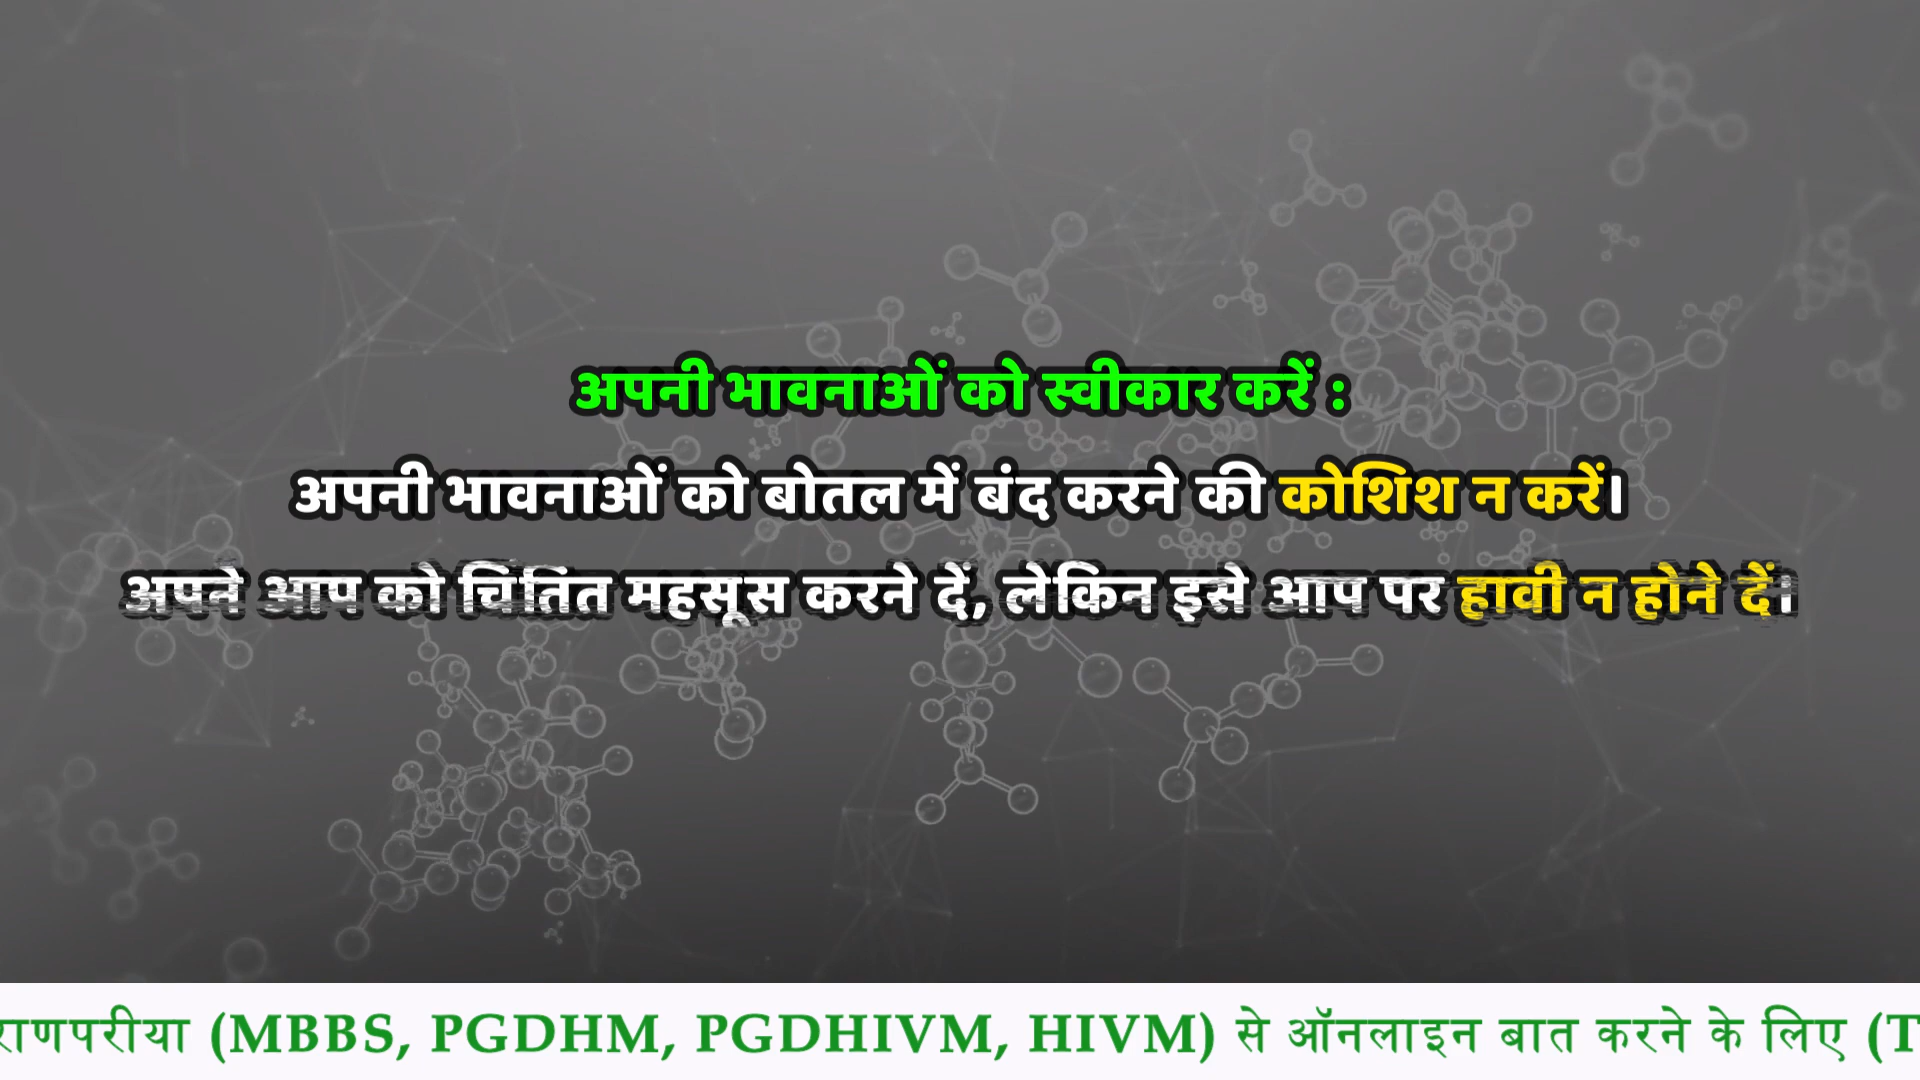 अपनी भावनाओं को स्वीकार करें :
अपनी भावनाओं को बोतल में बंद करने की कोशिश न करें।
अपने आप को चिंतित महसूस करने दें, लेकिन इसे आप पर हावी न होने दें।
राणपरीया (MBBS, PGDHM, PGDHIVM, HIVM) से ऑनलाइन बात करने के लिए (T